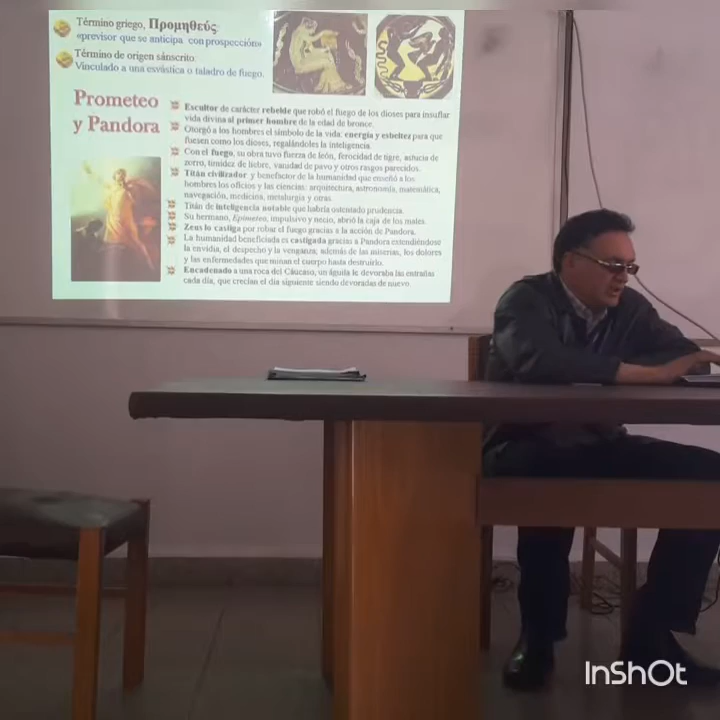 Término griego, Προμηθεύς:
«previsor que se anticipa con prospección»
Término de origen sánscrito:
Vinculado a una esvástica o taladro de fuego.
Prometeo
y Pandora
Escultor de carácter rebelde que robó el fuego de los dioses para insuflar
vida divina al primer hombre de la edad de bronce.
Otorgó a los hombres el símbolo de la vida: energía y esbeltez para que
fuesen como los dioses, regalándoles la inteligencia.
Con el fuego, su obra tuvo fuerza de león, ferocidad de tigre, astucia de
zorro, timidez de liebre, vanidad de pavo y otros rasgos parecidos.
Titán civilizador y benefactor de la humanidad que enseñó a los
hombres los oficios y las ciencias: arquitectura, astronomía, matemática,
navegación, medicina, metalurgia y otras.
Titán de inteligencia notable que habría ostentado prudencia.
Su hermano, Epimeteo, impulsivo y necio, abrió la caja de los males.
Zeus lo castiga por robar el fuego gracias a la acción de Pandora.
La humanidad beneficiada es castigada gracias a Pandora extendiéndose
la envidia, el despecho y la venganza; además de las miserias, los dolores
y las enfermedades que minan el cuerpo hasta destruirlo.
Encadenado a una roca del Cáucaso, un águila le devoraba las entrañas
cada día, que crecían el día siguiente siendo devoradas de nuevo.
InShOt